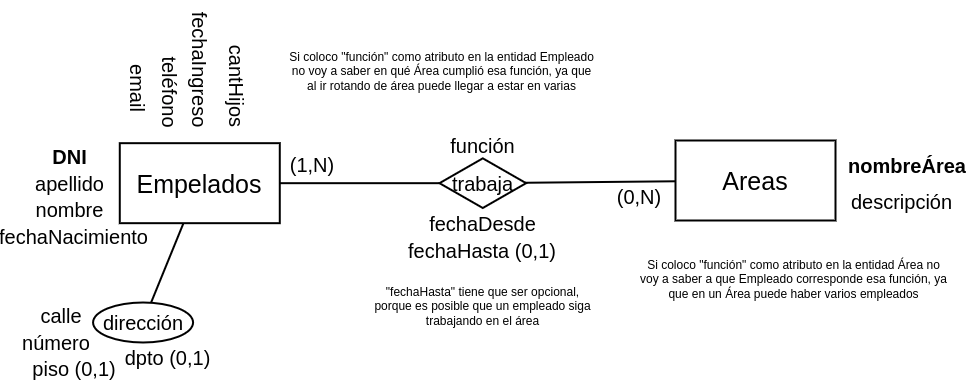 email
teléfono
fechaIngreso
cantHijos
Si coloco "función" como atributo en la entidad Empleado
no voy a saber en qué Área cumplió esa función, ya que
al ir rotando de área puede llegar a estar en varias
DNI
apellido
nombre
fechaNacimiento
Empelados
(1,N)
función
trabaja
fechaDesde
fechaHasta (0,1)
(0,N)
Areas
nombreÁrea
descripción
"fechaHasta" tiene que ser opcional,
porque es posible que un empleado siga
trabajando en el área
Si coloco "función" como atributo en la entidad Área no
voy a saber a que Empleado corresponde esa función, ya
que en un Área puede haber varios empleados
dirección
calle
número
piso (0,1)
dpto (0,1)